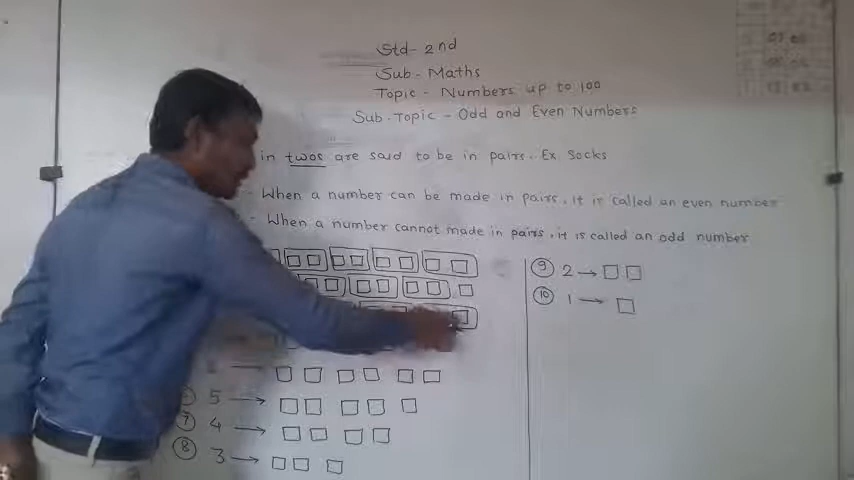 Std- 2nd
Sub- Maths
Topic - Numbers up to 100
Sub-Topic - Odd and Even Numbers
in twos are said to be in pairs. Ex. Socks
- When a number can be made in pairs, it is called an even number
- When a number cannot made in pairs, it is called an odd number
5 →
⑦ 4 →
⑧ 3 →
⑨ 2 →
⑩ 1 →